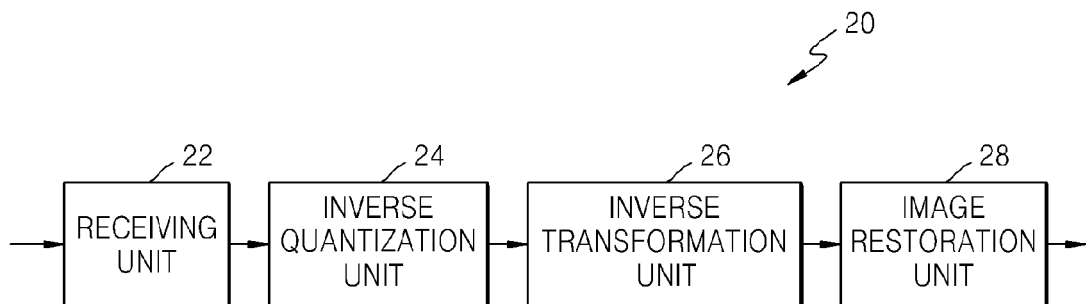 20
22
24
26
28
RECEIVING
UNIT
INVERSE
QUANTIZATION
UNIT
INVERSE
TRANSFORMATION
UNIT
IMAGE
RESTORATION
UNIT